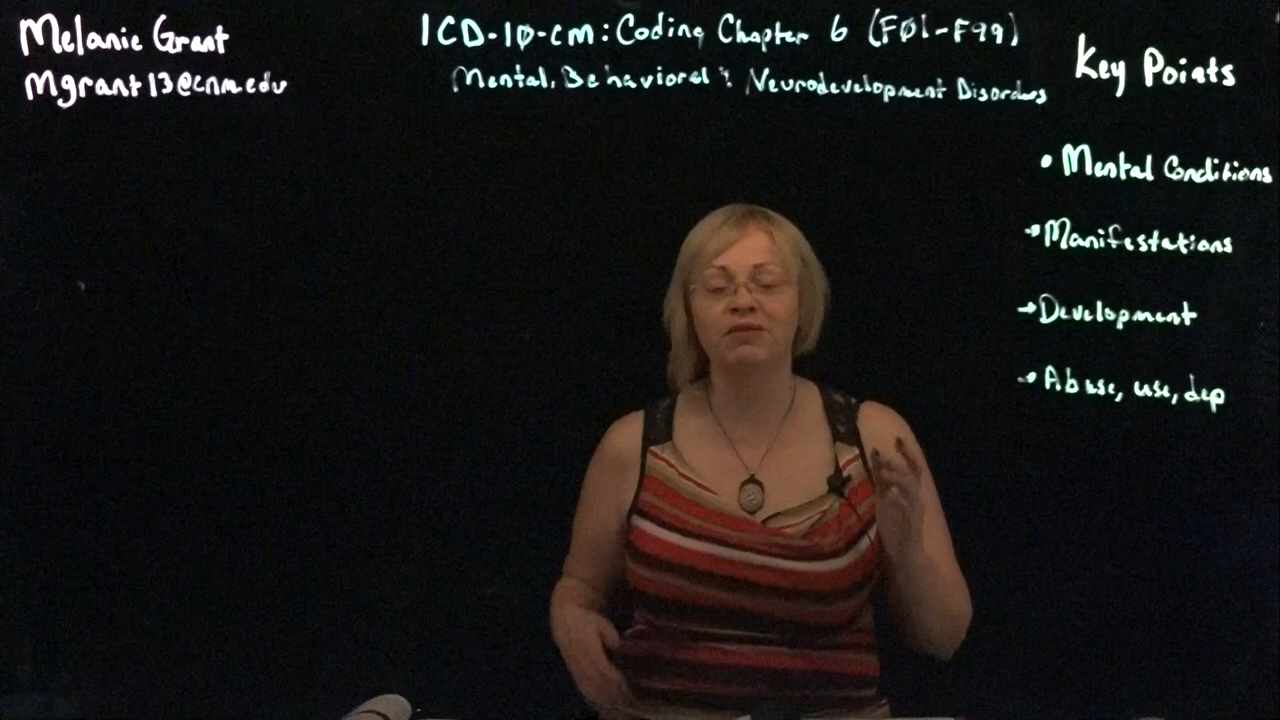 Melanie Grant
Mgrant13@cnm.edu
ICD-10-cm: Coding Chapter 6 (F01-F99)
Mental, Behavioral & Neurodevelopment Disorders
Key Points
• Mental Conditions
→ Manifestations
→ Development
→ Abuse, use, dep